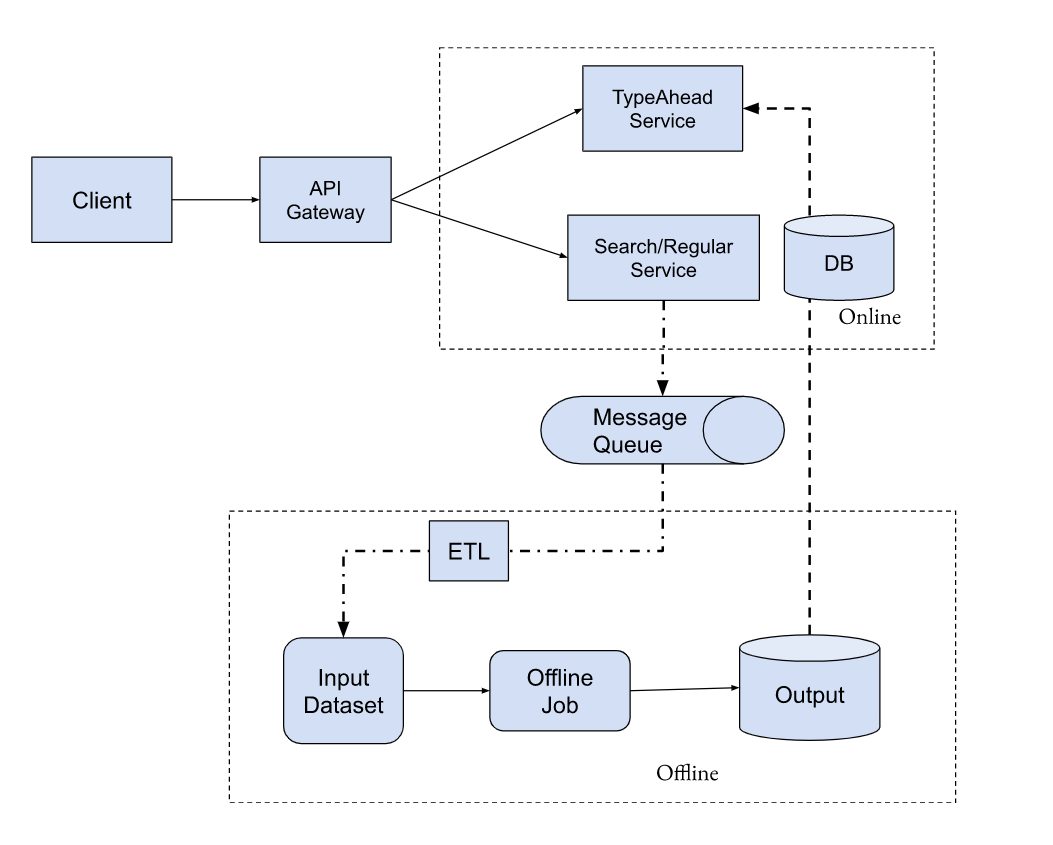 TypeAhead
Service
Client
API
Gateway
Search/Regular
Service
DB
Online
Message
Queue
ETL
Input
Dataset
Offline
Job
Output
Offline